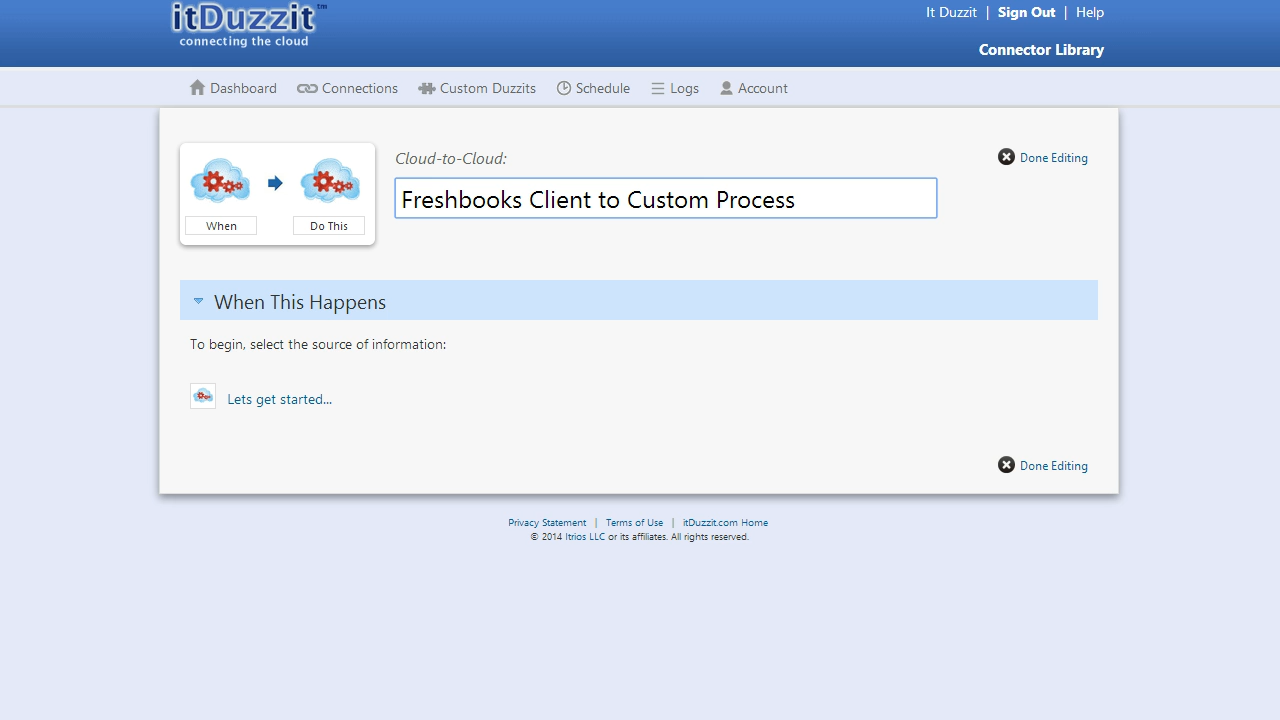 itDuzzit™
connecting the cloud
It Duzzit | Sign Out | Help
Connector Library
Dashboard Connections Custom Duzzits Schedule Logs Account
Cloud-to-Cloud:
Done Editing
Freshbooks Client to Custom Process
When Do This
When This Happens
To begin, select the source of information:
Lets get started...
Done Editing
Privacy Statement | Terms of Use | itDuzzit.com Home
© 2014 Itrios LLC or its affiliates. All rights reserved.